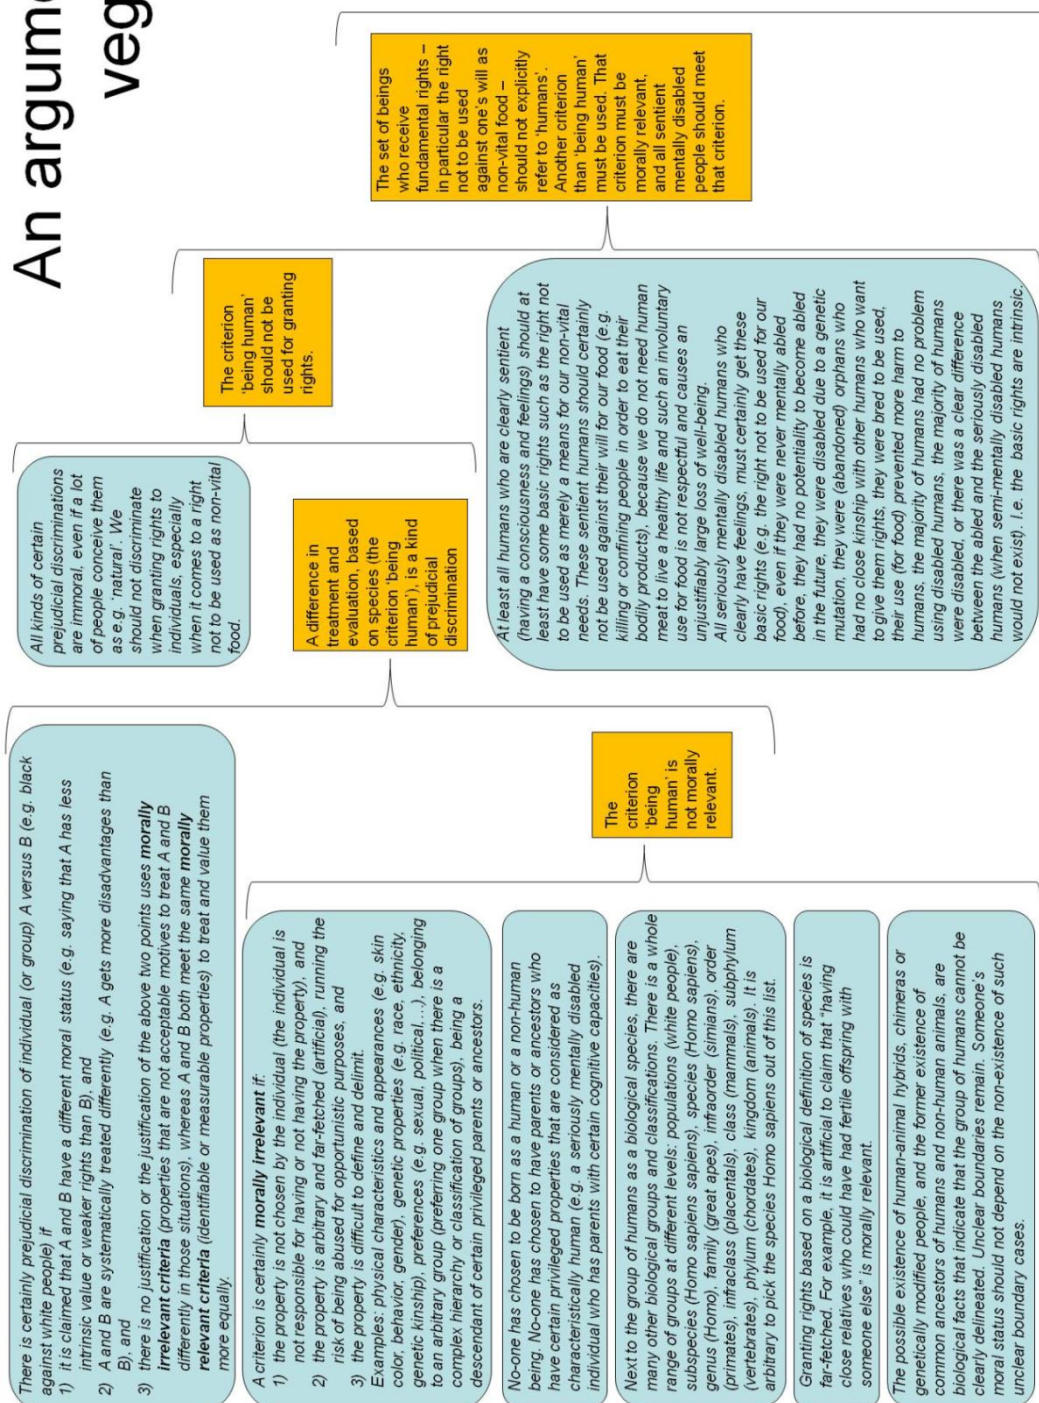 An argume
veg
There is certainly prejudicial discrimination of individual (or group) A versus B (e.g. black
against white people) if
1) it is claimed that A and B have a different moral status (e.g. saying that A has less
intrinsic value or weaker rights than B), and
2) A and B are systematically treated differently (e.g. A gets more disadvantages than
B), and
3) there is no justification or the justification of the above two points uses morally
irrelevant criteria (properties that are not acceptable motives to treat A and B
differently in those situations), whereas A and B both meet the same morally
relevant criteria (identifiable or measurable properties) to treat and value them
more equally.
A criterion is certainly morally irrelevant if:
1) the property is not chosen by the individual (the individual is
not responsible for having or not having the property), and
2) the property is arbitrary and far-fetched (artificial), running the
risk of being abused for opportunistic purposes, and
3) the property is difficult to define and delimit.
Examples: physical characteristics and appearances (e.g. skin
color, behavior, gender), genetic properties (e.g. race, ethnicity,
genetic kinship), preferences (e.g. sexual, political,...), belonging
to an arbitrary group (preferring one group when there is a
complex hierarchy or classification of groups), being a
descendant of certain privileged parents or ancestors.
No-one has chosen to be born as a human or a non-human
being. No-one has chosen to have parents or ancestors who
have certain privileged properties that are considered as
characteristically human (e.g. a seriously mentally disabled
individual who has parents with certain cognitive capacities).
Next to the group of humans as a biological species, there are
many other biological groups and classifications. There is a whole
range of groups at different levels: populations (white people),
subspecies (Homo sapiens sapiens), species (Homo sapiens),
genus (Homo), family (great apes), infraorder (simians), order
(primates), infraclass (placentals), class (mammals), subphylum
(vertebrates), phylum (chordates), kingdom (animals). It is
arbitrary to pick the species Homo sapiens out of this list.
Granting rights based on a biological definition of species is
far-fetched. For example, it is artificial to claim that “having
close relatives who could have had fertile offspring with
someone else” is morally relevant.
The possible existence of human-animal hybrids, chimeras or
genetically modified people, and the former existence of
common ancestors of humans and non-human animals, are
biological facts that indicate that the group of humans cannot be
clearly delineated. Unclear boundaries remain. Someone's
moral status should not depend on the non-existence of such
unclear boundary cases.
The
criterion
‘being
human’ is
not morally
relevant.
All kinds of certain
prejudicial discriminations
are immoral, even if a lot
of people conceive them
as e.g. ‘natural’. We
should not discriminate
when granting rights to
individuals, especially
when it comes to a right
not to be used as non-vital
food.
A difference in
treatment and
evaluation, based
on species (the
criterion ‘being
human’), is a kind
of prejudicial
discrimination
The criterion
‘being human’
should not be
used for granting
rights.
At least all humans who are clearly sentient
(having a consciousness and feelings) should at
least have some basic rights such as the right not
to be used as merely a means for our non-vital
needs. These sentient humans should certainly
not be used against their will for our food (e.g.
killing or confining people in order to eat their
bodily products), because we do not need human
meat to live a healthy life and such an involuntary
use for food is not respectful and causes an
unjustifiably large loss of well-being.
All seriously mentally disabled humans who
clearly have feelings, must certainly get these
basic rights (e.g. the right not to be used for our
food), even if they were never mentally abled
before, they had no potentiality to become abled
in the future, they were disabled due to a genetic
mutation, they were (abandoned) orphans who
had no close kinship with other humans who want
to give them rights, they were bred to be used,
their use (for food) prevented more harm to
humans, the majority of humans had no problem
using disabled humans, the majority of humans
were disabled, or there was a clear difference
between the abled and the seriously disabled
humans (when semi-mentally disabled humans
would not exist). I.e. the basic rights are intrinsic.
The set of beings
who receive
fundamental rights –
in particular the right
not to be used
against one's will as
non-vital food –
should not explicitly
refer to ‘humans’.
Another criterion
than ‘being human’
must be used. That
criterion must be
morally relevant,
and all sentient
mentally disabled
people should meet
that criterion.